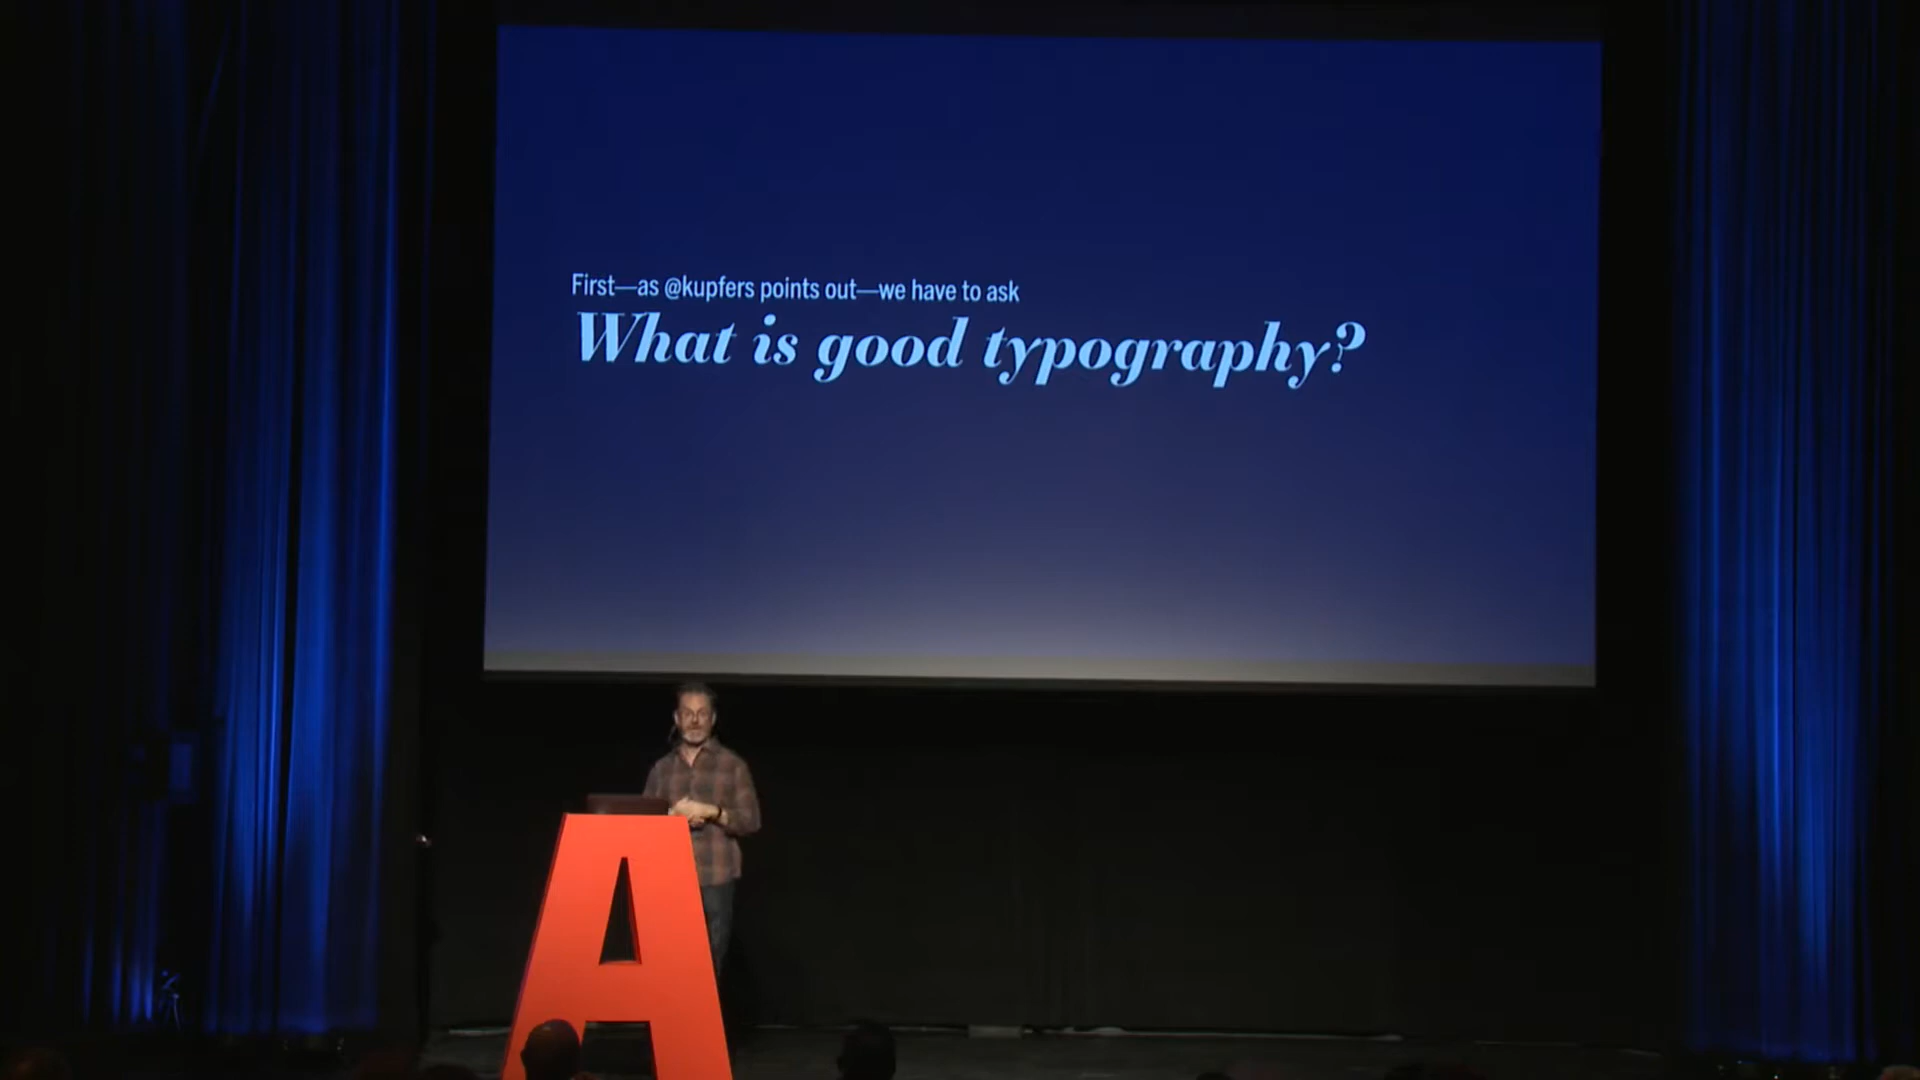 First—as @kupfers points out—we have to ask
What is good typography?
A